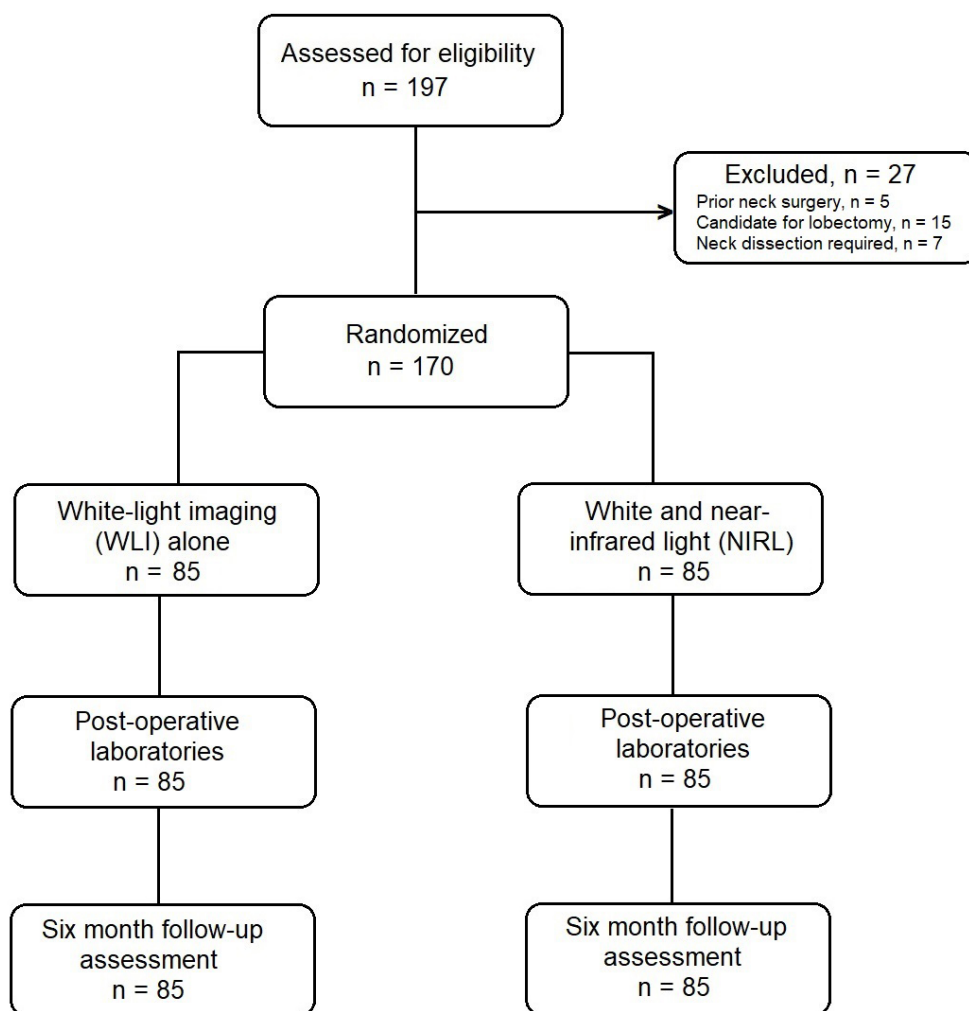 Assessed for eligibility
n = 197
Excluded, n = 27
Prior neck surgery, n = 5
Candidate for lobectomy, n = 15
Neck dissection required, n = 7
Randomized
n = 170
White-light imaging
(WLI) alone
n = 85
White and near-
infrared light (NIRL)
n = 85
Post-operative
laboratories
n = 85
Post-operative
laboratories
n = 85
Six month follow-up
assessment
n = 85
Six month follow-up
assessment
n = 85